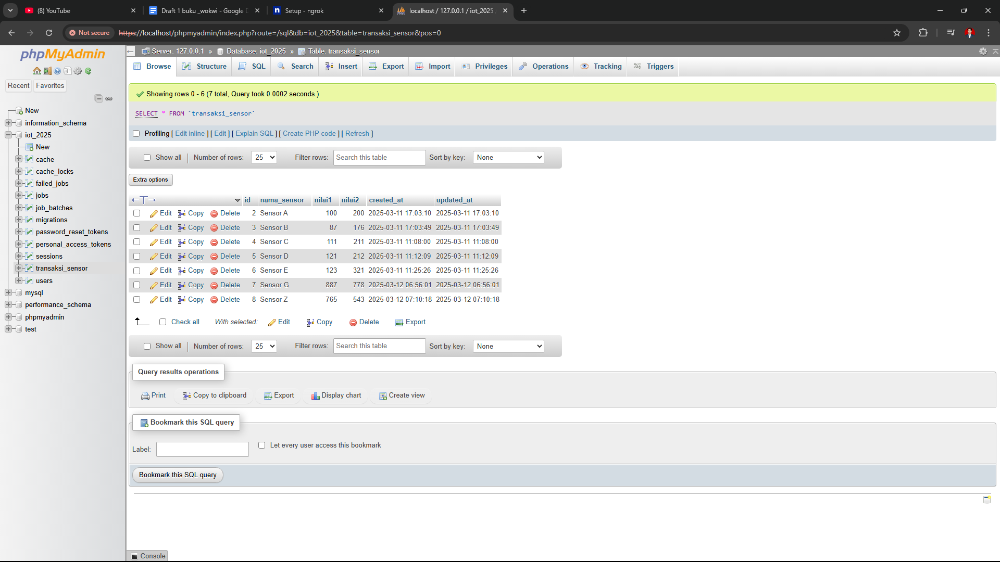 (8) YouTube
Draft 1 buku _wokwi - Google D
Setup - ngrok
localhost / 127.0.0.1 / iot_2025
Not secure
https://localhost/phpmyadmin/index.php?route=/sql&db=iot_2025&table=transaksi_sensor&pos=0
phpMyAdmin
Recent
Favorites
New
information_schema
iot_2025
New
cache
cache_locks
failed_jobs
jobs
job_batches
migrations
password_reset_tokens
personal_access_tokens
sessions
transaksi_sensor
users
mysql
performance_schema
phpmyadmin
test
Server: 127.0.0.1 » Database: iot_2025 » Table: transaksi_sensor
Browse Structure SQL Search Insert Export Import Privileges Operations Tracking Triggers
Showing rows 0 - 6 (7 total, Query took 0.0002 seconds.)
SELECT * FROM `transaksi_sensor`
Profiling [ Edit inline ] [ Edit ] [ Explain SQL ] [ Create PHP code ] [ Refresh ]
Show all Number of rows: 25 Filter rows: Search this table Sort by key: None
Extra options
id nama_sensor nilai1 nilai2 created_at updated_at
Edit Copy Delete 2 Sensor A 100 200 2025-03-11 17:03:10 2025-03-11 17:03:10
Edit Copy Delete 3 Sensor B 87 176 2025-03-11 17:03:49 2025-03-11 17:03:49
Edit Copy Delete 4 Sensor C 111 211 2025-03-11 11:08:00 2025-03-11 11:08:00
Edit Copy Delete 5 Sensor D 121 212 2025-03-11 11:12:09 2025-03-11 11:12:09
Edit Copy Delete 6 Sensor E 123 321 2025-03-11 11:25:26 2025-03-11 11:25:26
Edit Copy Delete 7 Sensor G 887 778 2025-03-12 06:56:01 2025-03-12 06:56:01
Edit Copy Delete 8 Sensor Z 765 543 2025-03-12 07:10:18 2025-03-12 07:10:18
Check all With selected: Edit Copy Delete Export
Show all Number of rows: 25 Filter rows: Search this table Sort by key: None
Query results operations
Print Copy to clipboard Export Display chart Create view
Bookmark this SQL query
Label: Let every user access this bookmark
Bookmark this SQL query
Console